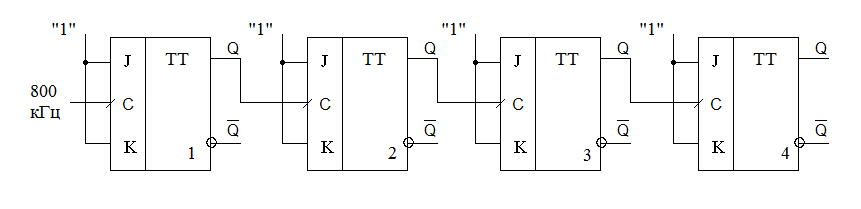 "1" "1" "1" "1"
Q Q Q Q
J TT J TT J TT J TT
800
кГц
C C C C
Q Q Q Q
K 1 K 2 K 3 K 4